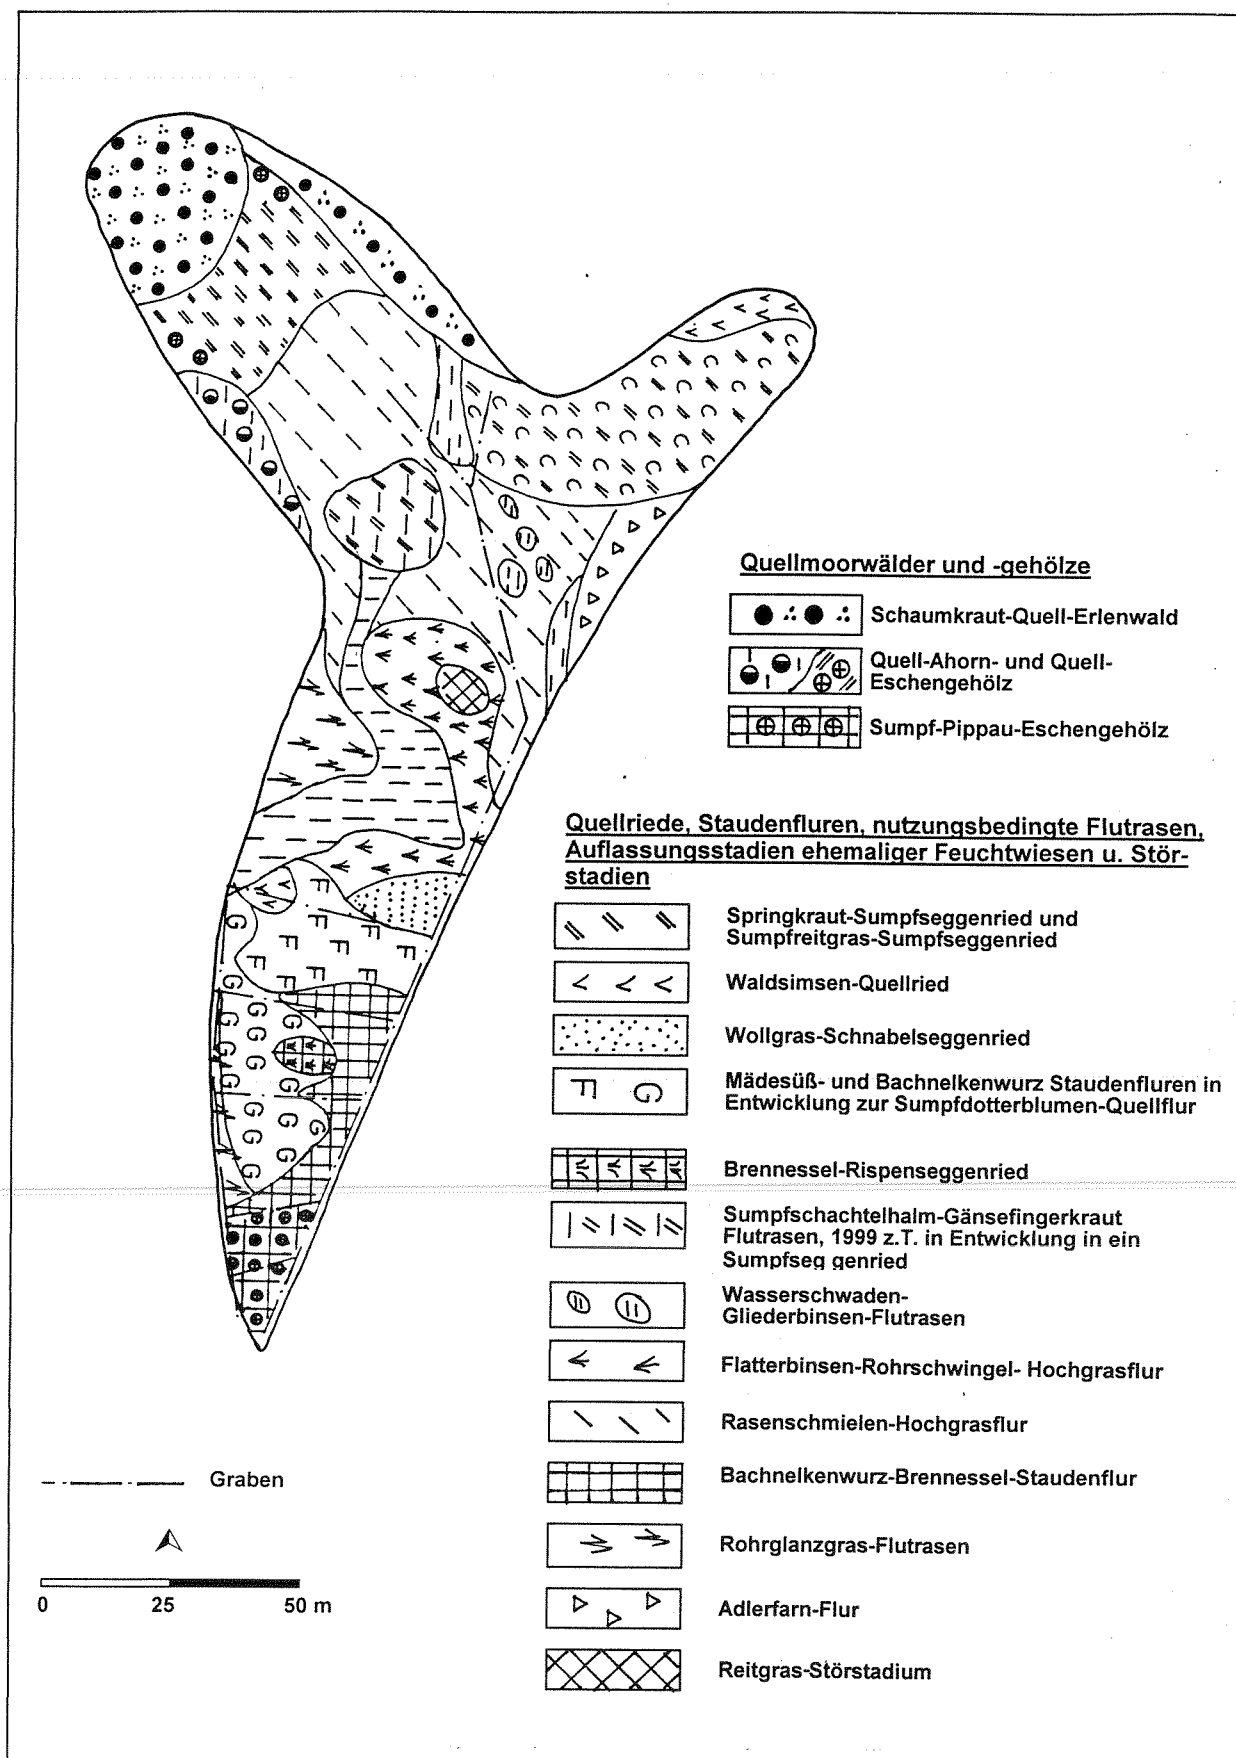 Quellmoorwälder und -gehölze
Schaumkraut-Quell-Erlenwald
Quell-Ahorn- und Quell-
Eschengehölz
Sumpf-Pippau-Eschengehölz
Quellriede, Staudenfluren, nutzungsbedingte Flutrasen,
Auflassungsstadien ehemaliger Feuchtwiesen u. Stör-
stadien
Springkraut-Sumpfseggenried und
Sumpfreitgras-Sumpfseggenried
Waldsimsen-Quellried
Wollgras-Schnabelseggenried
F G
Mädesüß- und Bachnelkenwurz Staudenfluren in
Entwicklung zur Sumpfdotterblumen-Quellflur
Brennessel-Rispenseggenried
Sumpfschachtelhalm-Gänsefingerkraut
Flutrasen, 1999 z.T. in Entwicklung in ein
Sumpfseg genried
Wasserschwaden-
Gliederbinsen-Flutrasen
Flatterbinsen-Rohrschwingel- Hochgrasflur
Rasenschmielen-Hochgrasflur
Bachnelkenwurz-Brennessel-Staudenflur
Rohrglanzgras-Flutrasen
Adlerfarn-Flur
Reitgras-Störstadium
Graben
0 25 50 m